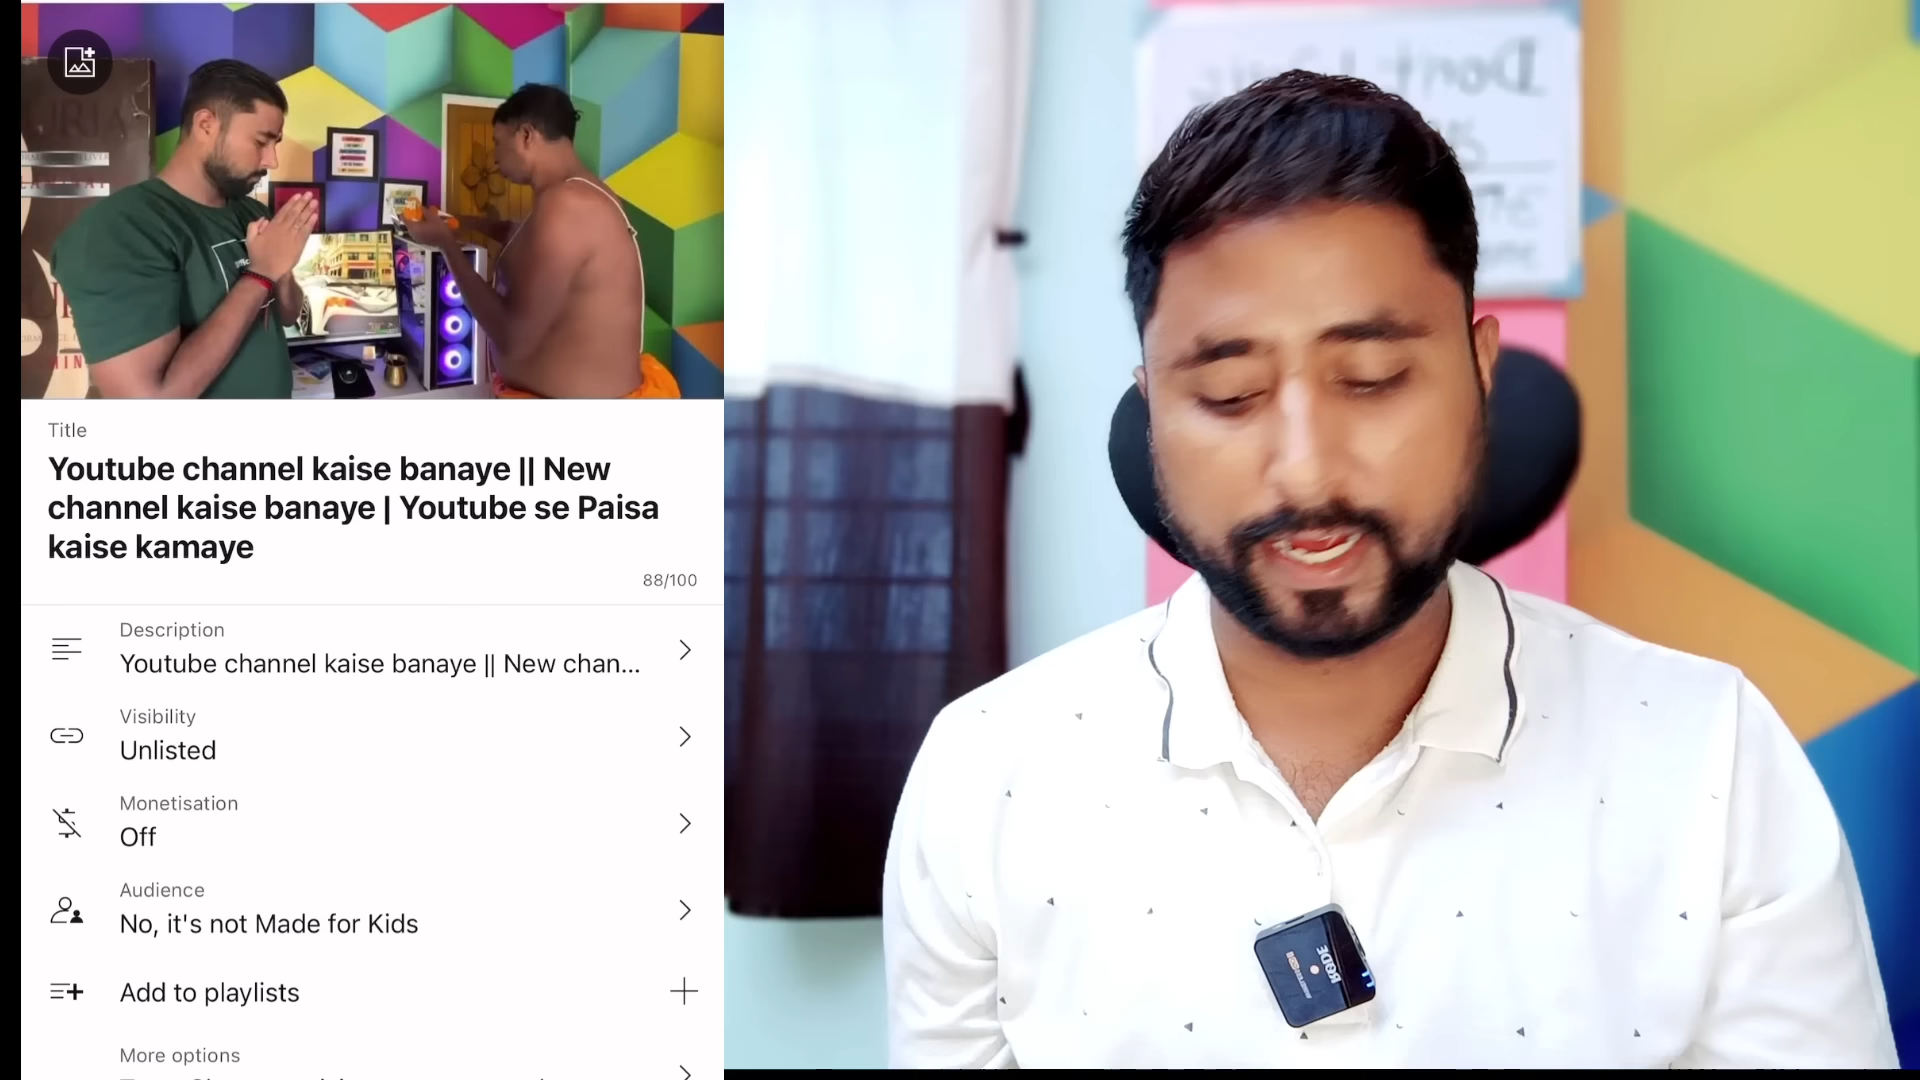 Title
Youtube channel kaise banaye || New
channel kaise banaye | Youtube se Paisa
kaise kamaye
88/100
Description
Youtube channel kaise banaye || New chan...
Visibility
Unlisted
Monetisation
Off
Audience
No, it's not Made for Kids
Add to playlists
More options
Dont
RØDE